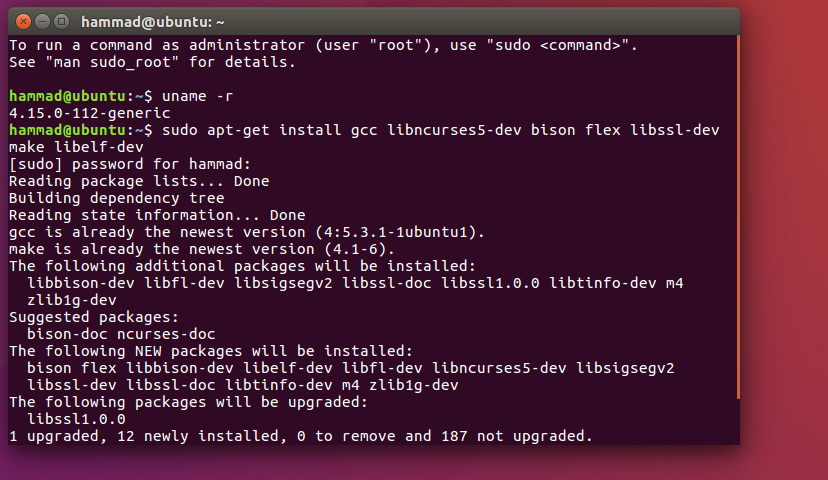 hammad@ubuntu: ~
To run a command as administrator (user "root"), use "sudo <command>".
See "man sudo_root" for details.
hammad@ubuntu:~$ uname -r
4.15.0-112-generic
hammad@ubuntu:~$ sudo apt-get install gcc libncurses5-dev bison flex libssl-dev
make libelf-dev
[sudo] password for hammad:
Reading package lists... Done
Building dependency tree
Reading state information... Done
gcc is already the newest version (4:5.3.1-1ubuntu1).
make is already the newest version (4.1-6).
The following additional packages will be installed:
  libbison-dev libfl-dev libsigsegv2 libssl-doc libssl1.0.0 libtinfo-dev m4
  zlib1g-dev
Suggested packages:
  bison-doc ncurses-doc
The following NEW packages will be installed:
  bison flex libbison-dev libelf-dev libfl-dev libncurses5-dev libsigsegv2
  libssl-dev libssl-doc libtinfo-dev m4 zlib1g-dev
The following packages will be upgraded:
  libssl1.0.0
1 upgraded, 12 newly installed, 0 to remove and 187 not upgraded.